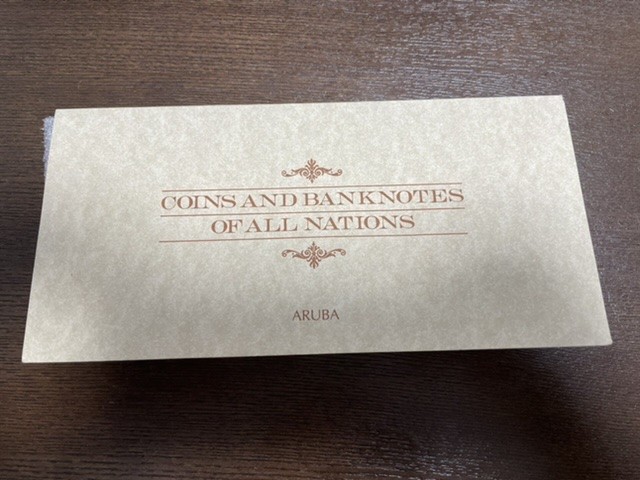 COINS AND BANKNOTES
OF ALL NATIONS
ARUBA